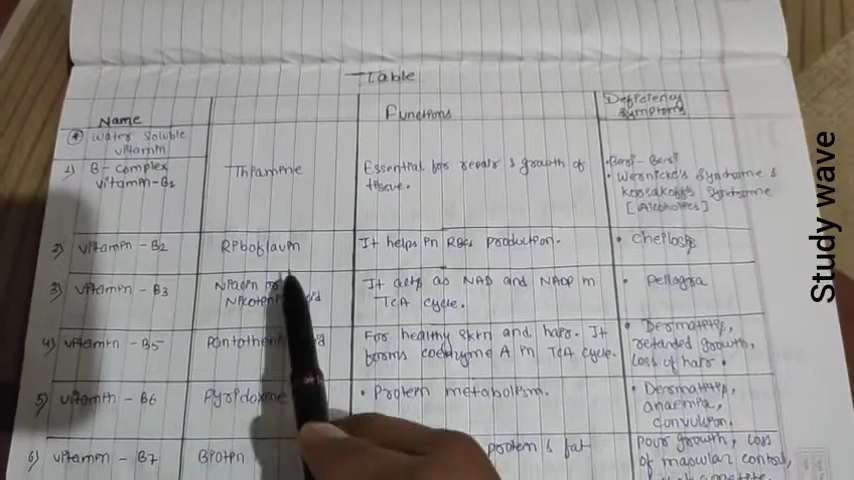 Table
Name
Functions
Deficiency
symptoms
* Water soluble
vitamin
1) B-complex
vitamin-B1
Thiamine
Essential for repair & growth of
tissue.
• Beri-Beri
• Wernicke's Syndrome &
Korsakoff's Syndrome
[Alcoholics]
2) vitamin-B2
Riboflavin
It helps in RBCs production.
• Cheilosis
3) vitamin-B3
Niacin or
It acts as NAD and NADP in
TCA cycle.
• Pellagra
4) vitamin-B5
For healthy skin and hair. It
forms coenzyme A in TCA cycle.
• Dermatitis,
retarded growth,
loss of hair.
5) vitamin-B6
Pyridoxine
• Protein metabolism.
• Dermatitis,
anaemia,
convulsion.
6) vitamin-B7
Biotin
protein & fat
poor growth, loss
of mascular control,
Study wave